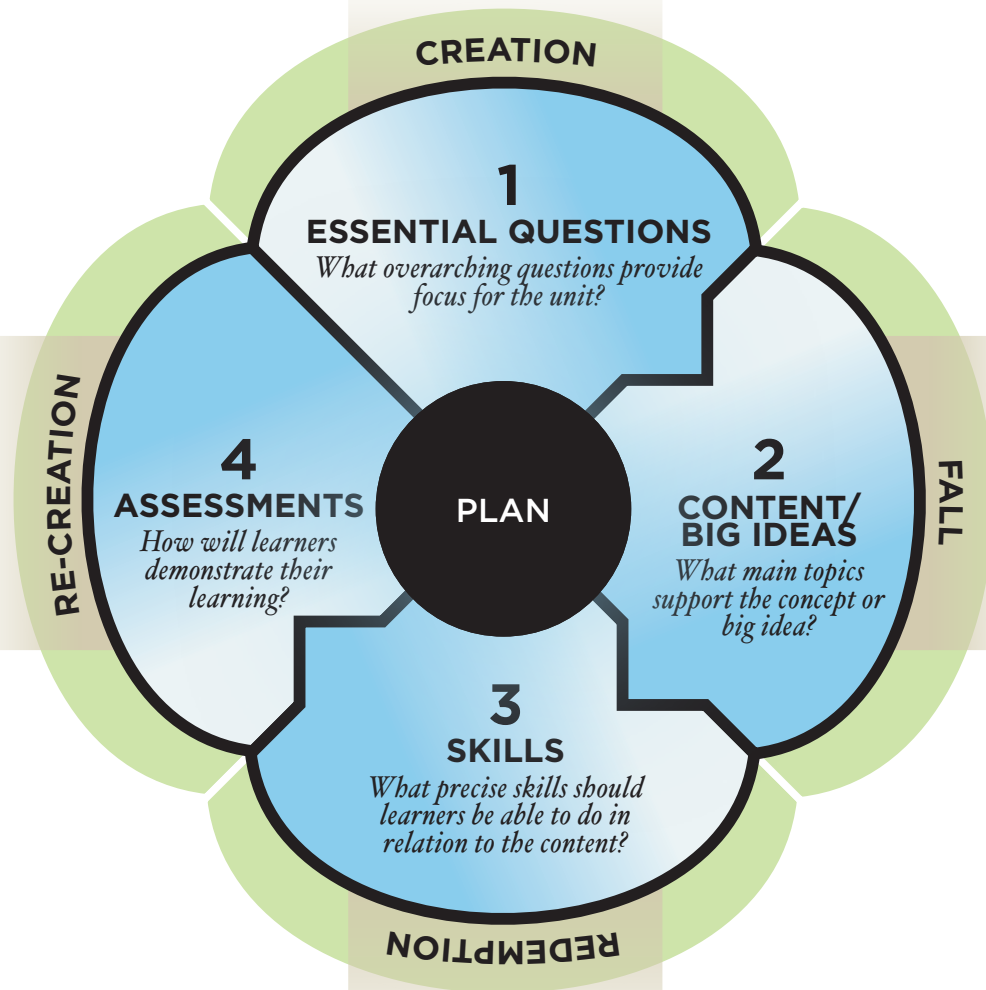 CREATION
1
ESSENTIAL QUESTIONS
What overarching questions provide
focus for the unit?
2
CONTENT/
BIG IDEAS
What main topics
support the concept or
big idea?
FALL
3
SKILLS
What precise skills should
learners be able to do in
relation to the content?
REDEMPTION
4
ASSESSMENTS
How will learners
demonstrate their
learning?
RE-CREATION
PLAN